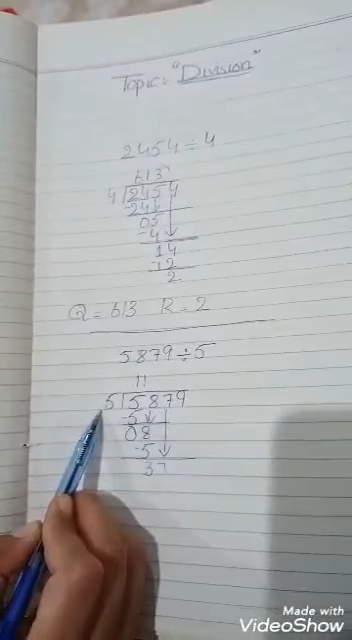 Topic: "Division"
2454 ÷ 4
613
4 2454
-24
05
-4
14
12
2
Q = 613 R = 2
5879 ÷ 5
11
5 5879
-5
08
-5
37
Made with
VideoShow